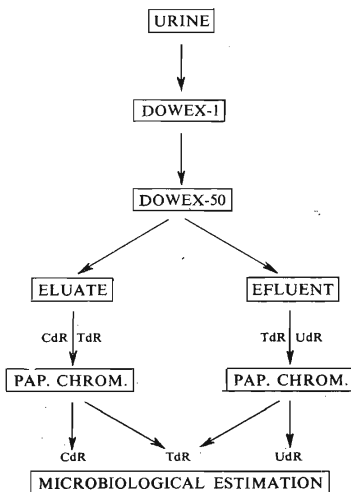 URINE
DOWEX-1
DOWEX-50
ELUATE EFLUENT
CdR TdR TdR UdR
PAP. CHROM. PAP. CHROM.
CdR TdR UdR
MICROBIOLOGICAL ESTIMATION